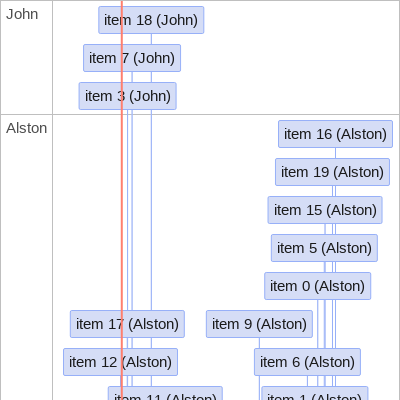 John
item 18 (John)
item 7 (John)
item 3 (John)
Alston
item 16 (Alston)
item 19 (Alston)
item 15 (Alston)
item 5 (Alston)
item 0 (Alston)
item 17 (Alston)
item 9 (Alston)
item 12 (Alston)
item 6 (Alston)
item 11 (Alston)
item 1 (Alston)